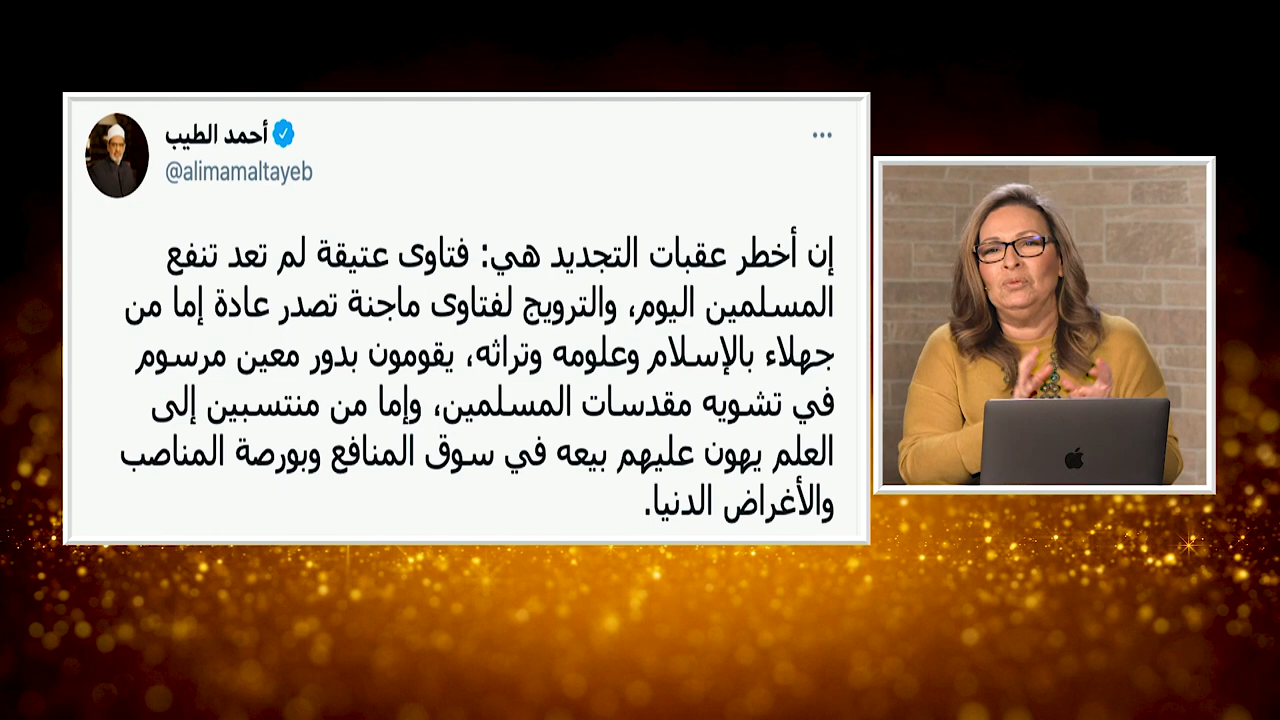 أحمد الطيب
@alimamaltayeb
إن أخطر عقبات التجديد هي: فتاوى عتيقة لم تعد تنفع
المسلمين اليوم، والترويج لفتاوى ماجنة تصدر عادة إما من
جهلاء بالإسلام وعلومه وتراثه، يقومون بدور معين مرسوم
في تشويه مقدسات المسلمين، وإما من منتسبين إلى
العلم يهون عليهم بيعه في سوق المنافع وبورصة المناصب
والأغراض الدنيا.